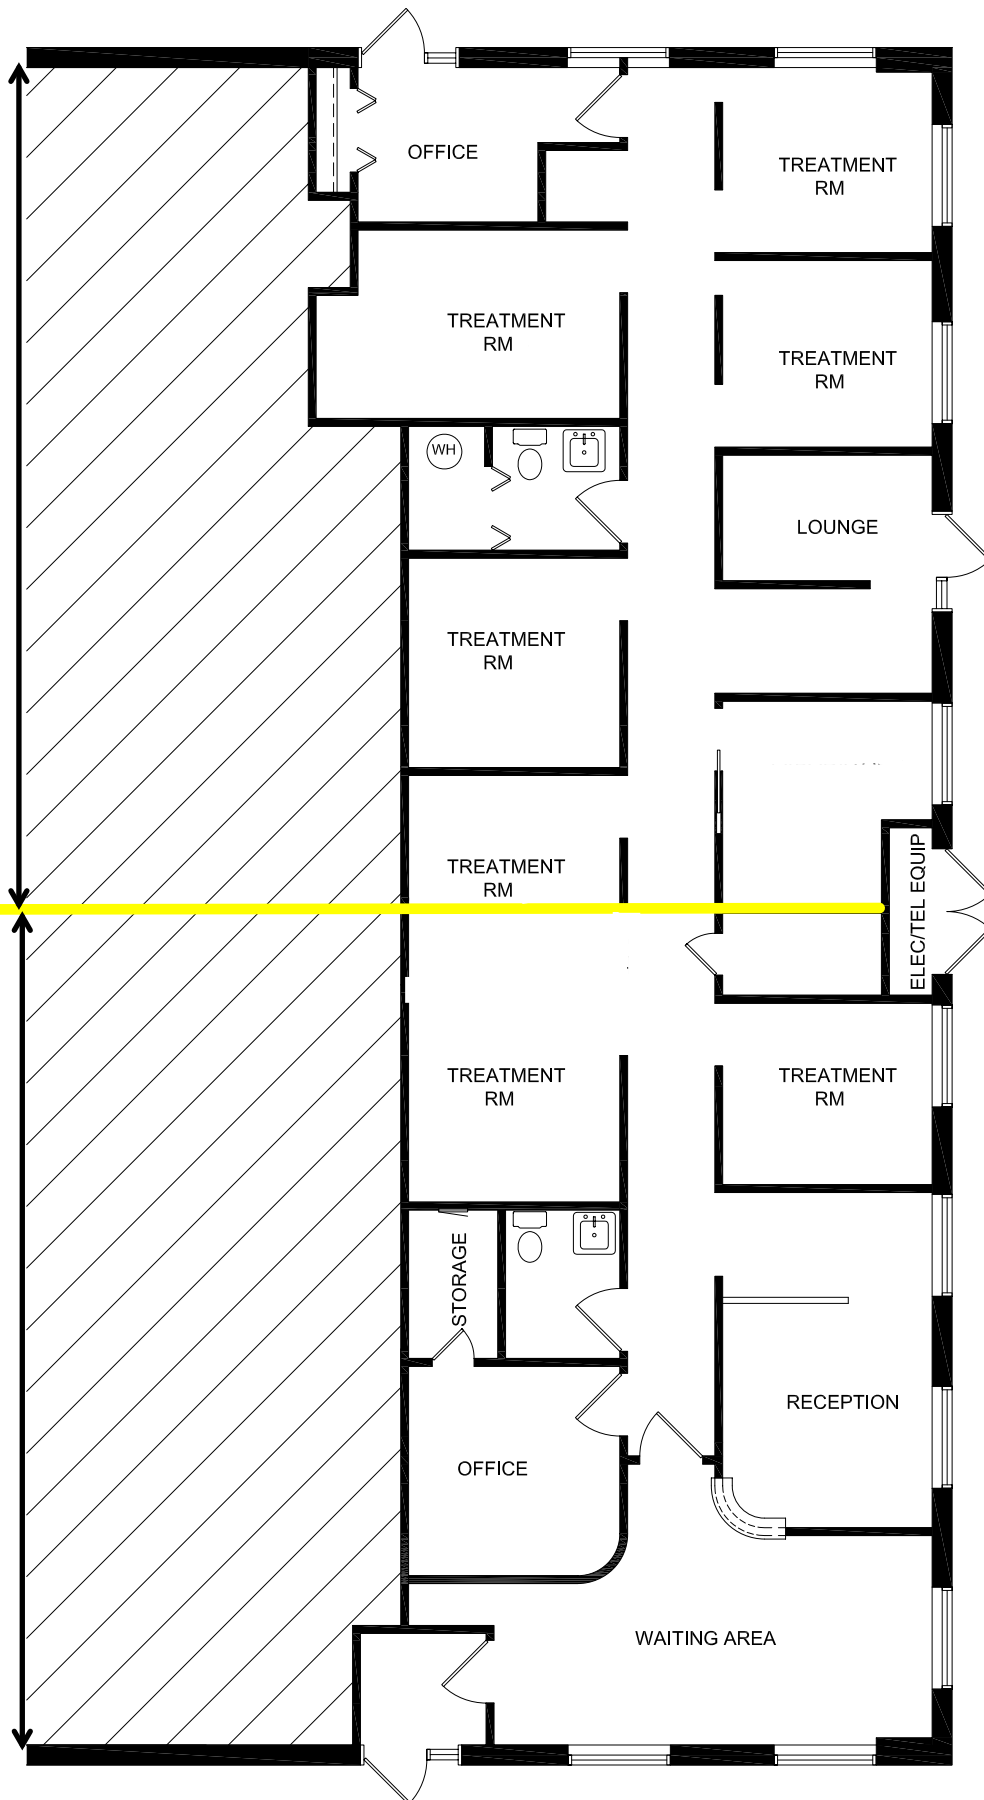 OFFICE
TREATMENT
RM
TREATMENT
RM
TREATMENT
RM
WH
LOUNGE
TREATMENT
RM
TREATMENT
RM
ELEC/TEL EQUIP
TREATMENT
RM
TREATMENT
RM
STORAGE
RECEPTION
OFFICE
WAITING AREA